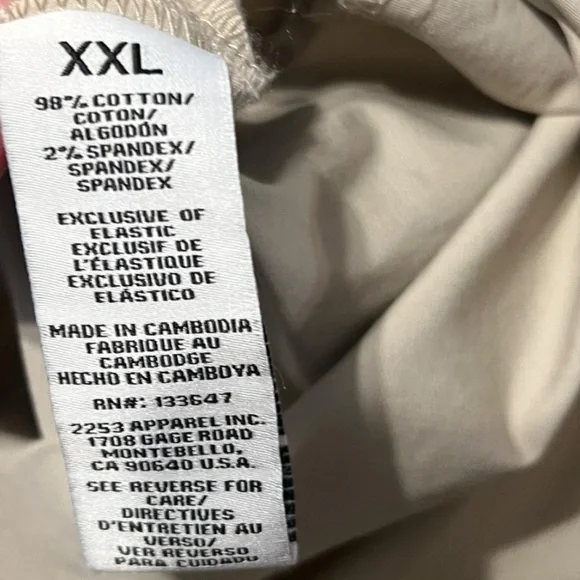 XXL
98% COTTON/
COTON/
ALGODÓN
2% SPANDEX/
SPANDEX/
SPANDEX
EXCLUSIVE OF
ELASTIC
EXCLUSIF DE
L'ÉLASTIQUE
EXCLUSIVO DE
ELÁSTICO
MADE IN CAMBODIA
FABRIQUE AU
CAMBODGE
HECHO EN CAMBOYA
RN#: 133647
2253 APPAREL INC.
1708 GAGE ROAD
MONTEBELLO,
CA 90640 U.S.A.
SEE REVERSE FOR
CARE/
DIRECTIVES
D'ENTRETIEN AU
VERSO/
VER REVERSO
PARA CUIDADO